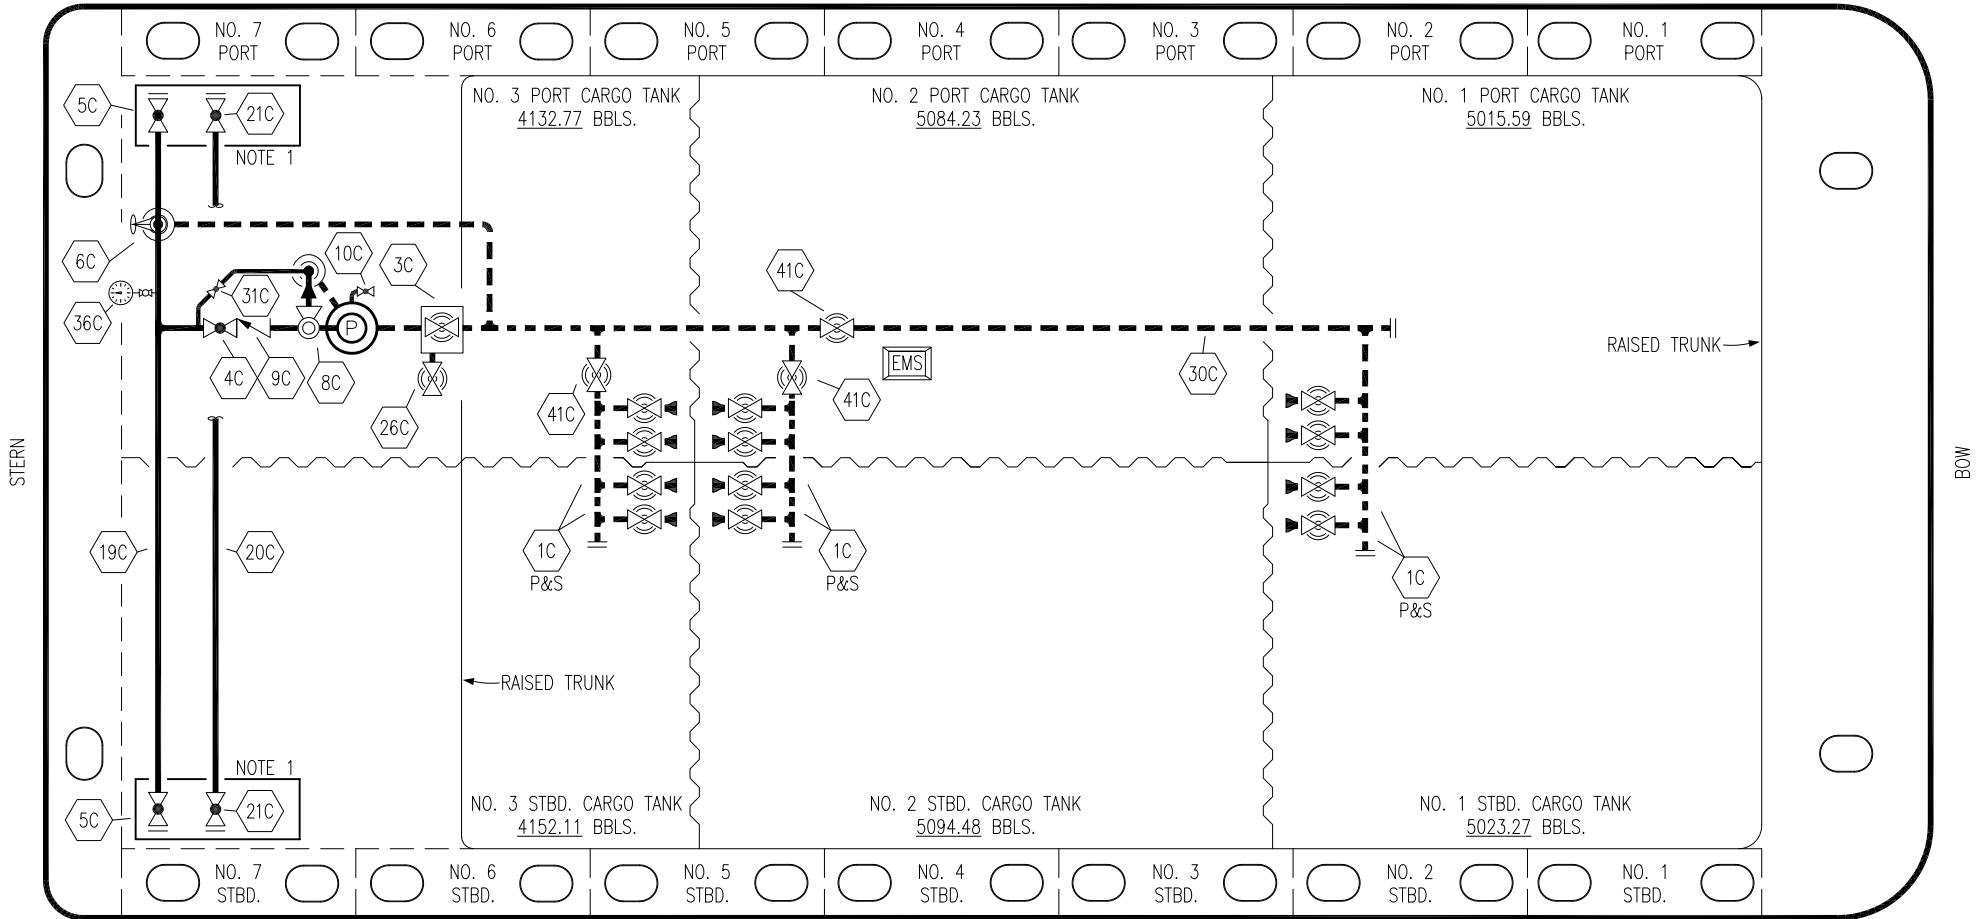 NO. 7
PORT
NO. 6
PORT
NO. 5
PORT
NO. 4
PORT
NO. 3
PORT
NO. 2
PORT
NO. 1
PORT
NO. 3 PORT CARGO TANK
4132.77 BBLS.
NO. 2 PORT CARGO TANK
5084.23 BBLS.
NO. 1 PORT CARGO TANK
5015.59 BBLS.
5C
21C
NOTE 1
6C
10C
3C
41C
31C
36C
P
RAISED TRUNK
EMS
4C
9C
8C
30C
26C
41C
41C
STERN
BOW
19C
20C
1C
P&S
1C
P&S
1C
P&S
RAISED TRUNK
NOTE 1
5C
21C
NO. 3 STBD. CARGO TANK
4152.11 BBLS.
NO. 2 STBD. CARGO TANK
5094.48 BBLS.
NO. 1 STBD. CARGO TANK
5023.27 BBLS.
NO. 7
STBD.
NO. 6
STBD.
NO. 5
STBD.
NO. 4
STBD.
NO. 3
STBD.
NO. 2
STBD.
NO. 1
STBD.